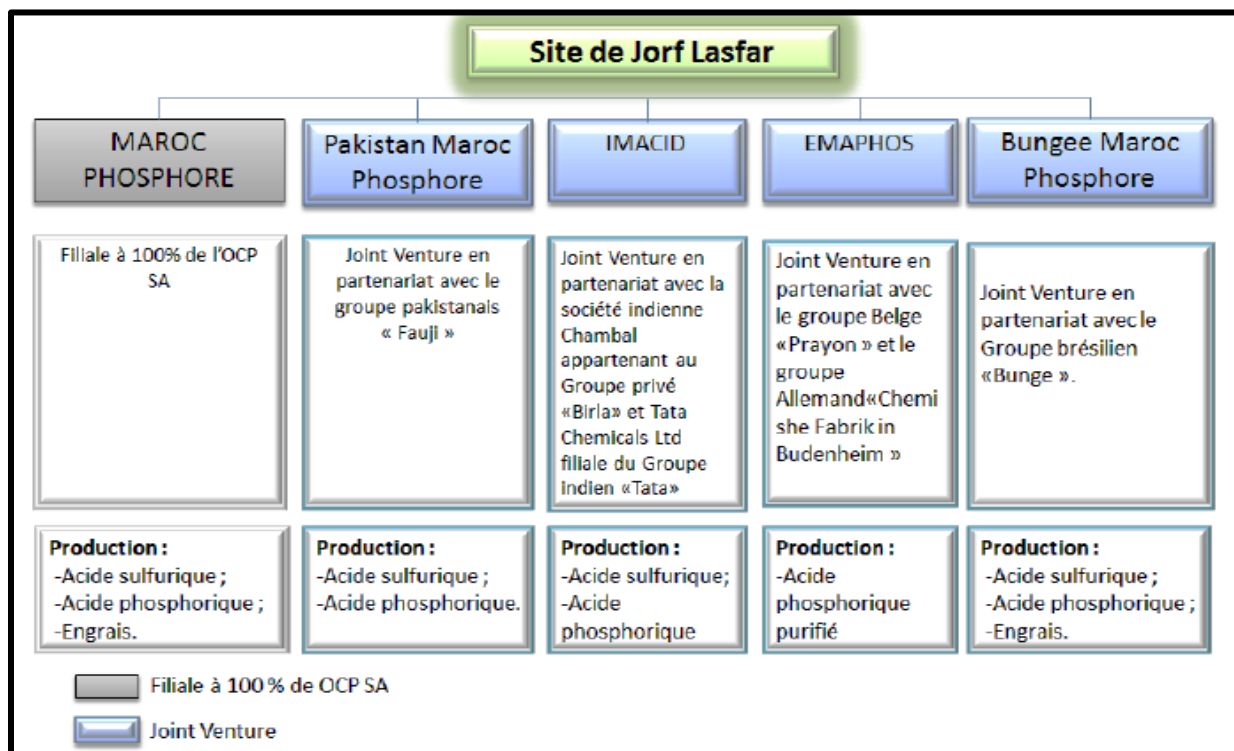 Site de Jorf Lasfar
MAROC
PHOSPHORE
Pakistan Maroc
Phosphore
IMACID
EMAPHOS
Bungee Maroc
Phosphore
Filiale à 100% de l'OCP
SA
Joint Venture en
partenariat avec le
groupe pakistanais
« Fauji »
Joint Venture en
partenariat avec la
société indienne
Chambal
appartenant au
Groupe privé
«Birla» et Tata
Chemicals Ltd
filiale du Groupe
indien «Tata»
Joint Venture en
partenariat avec
le groupe Belge
«Prayon » et le
groupe
Allemand«Chemi
she Fabrik in
Budenheim »
Joint Venture en
partenariat avec le
Groupe brésilien
«Bunge ».
Production :
-Acide sulfurique ;
-Acide phosphorique ;
-Engrais.
Production :
-Acide sulfurique ;
-Acide phosphorique.
Production :
-Acide sulfurique;
-Acide
phosphorique
Production :
-Acide
phosphorique
purifié
Production :
-Acide sulfurique ;
-Acide phosphorique ;
-Engrais.
Filiale à 100 % de OCP SA
Joint Venture